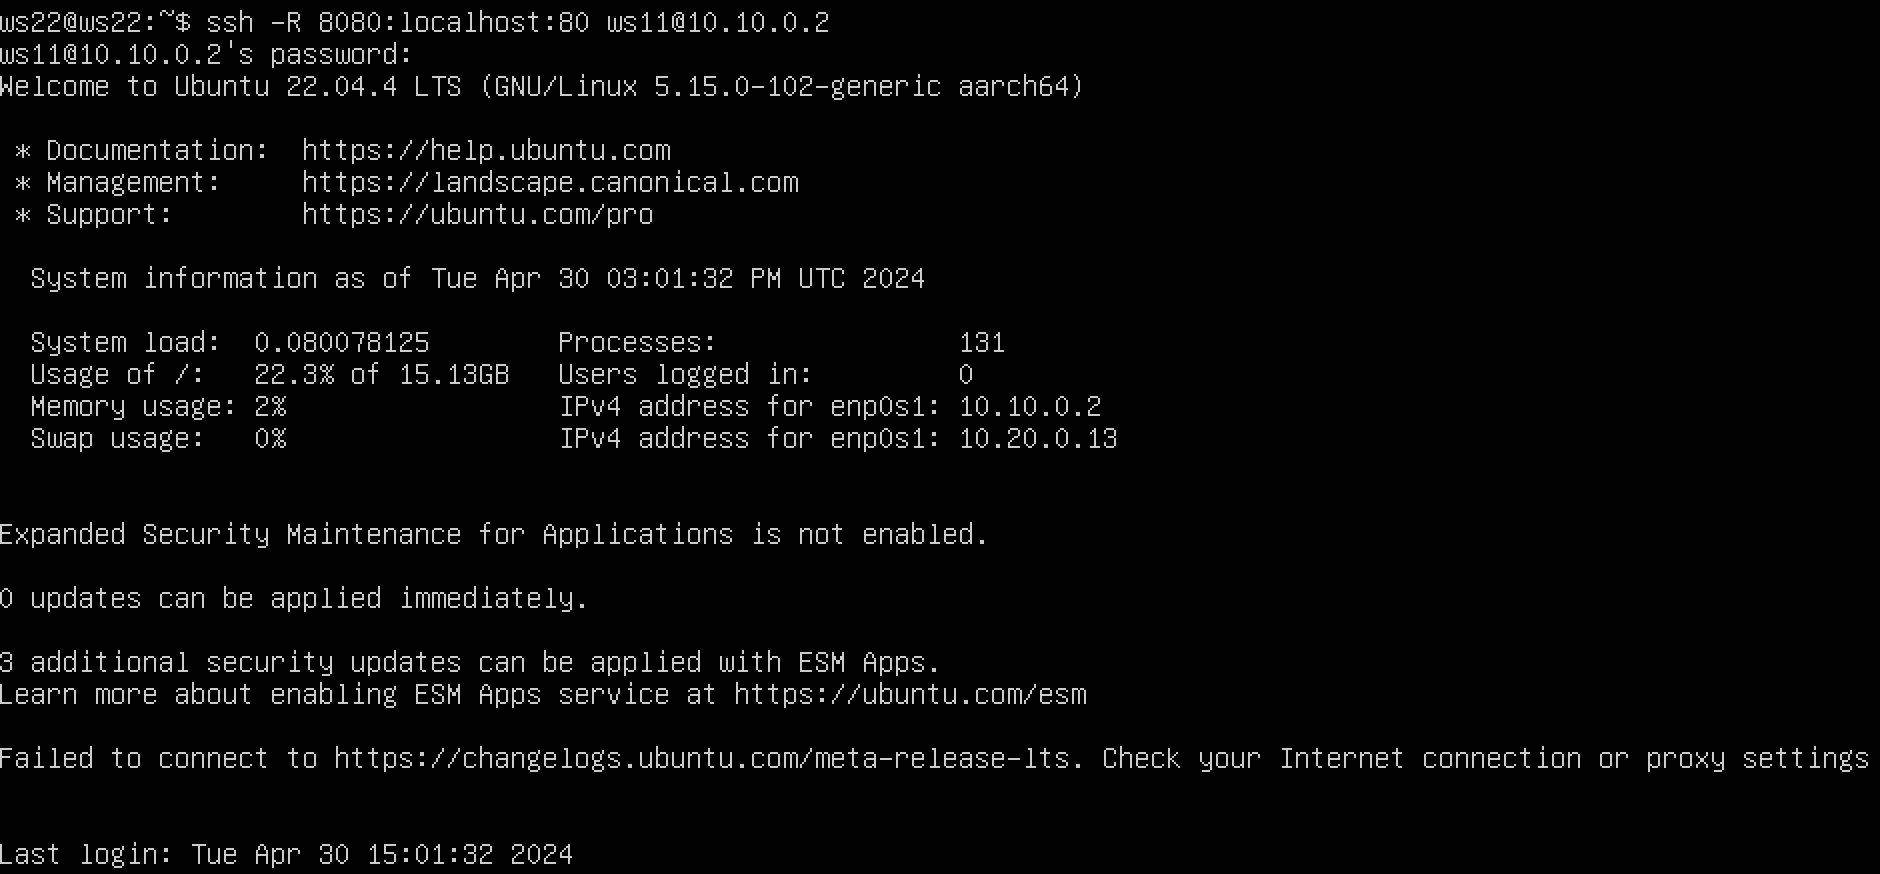 ws22@ws22:~$ ssh -R 8080:localhost:80 ws11@10.10.0.2
ws11@10.10.0.2's password:
Welcome to Ubuntu 22.04.4 LTS (GNU/Linux 5.15.0-102-generic aarch64)

 * Documentation:  https://help.ubuntu.com
 * Management:     https://landscape.canonical.com
 * Support:        https://ubuntu.com/pro

  System information as of Tue Apr 30 03:01:32 PM UTC 2024

  System load:  0.080078125        Processes:               131
  Usage of /:   22.3% of 15.13GB   Users logged in:         0
  Memory usage: 2%                 IPv4 address for enp0s1: 10.10.0.2
  Swap usage:   0%                 IPv4 address for enp0s1: 10.20.0.13

Expanded Security Maintenance for Applications is not enabled.

0 updates can be applied immediately.

3 additional security updates can be applied with ESM Apps.
Learn more about enabling ESM Apps service at https://ubuntu.com/esm

Failed to connect to https://changelogs.ubuntu.com/meta-release-lts. Check your Internet connection or proxy settings

Last login: Tue Apr 30 15:01:32 2024